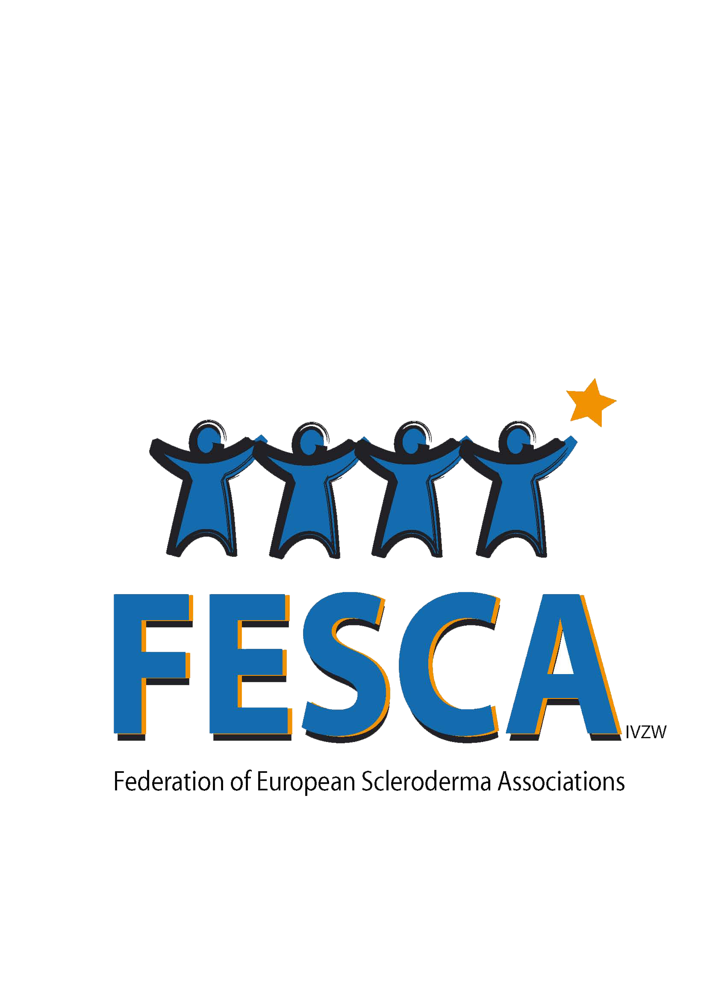 FESCA IVZW
Federation of European Scleroderma Associations